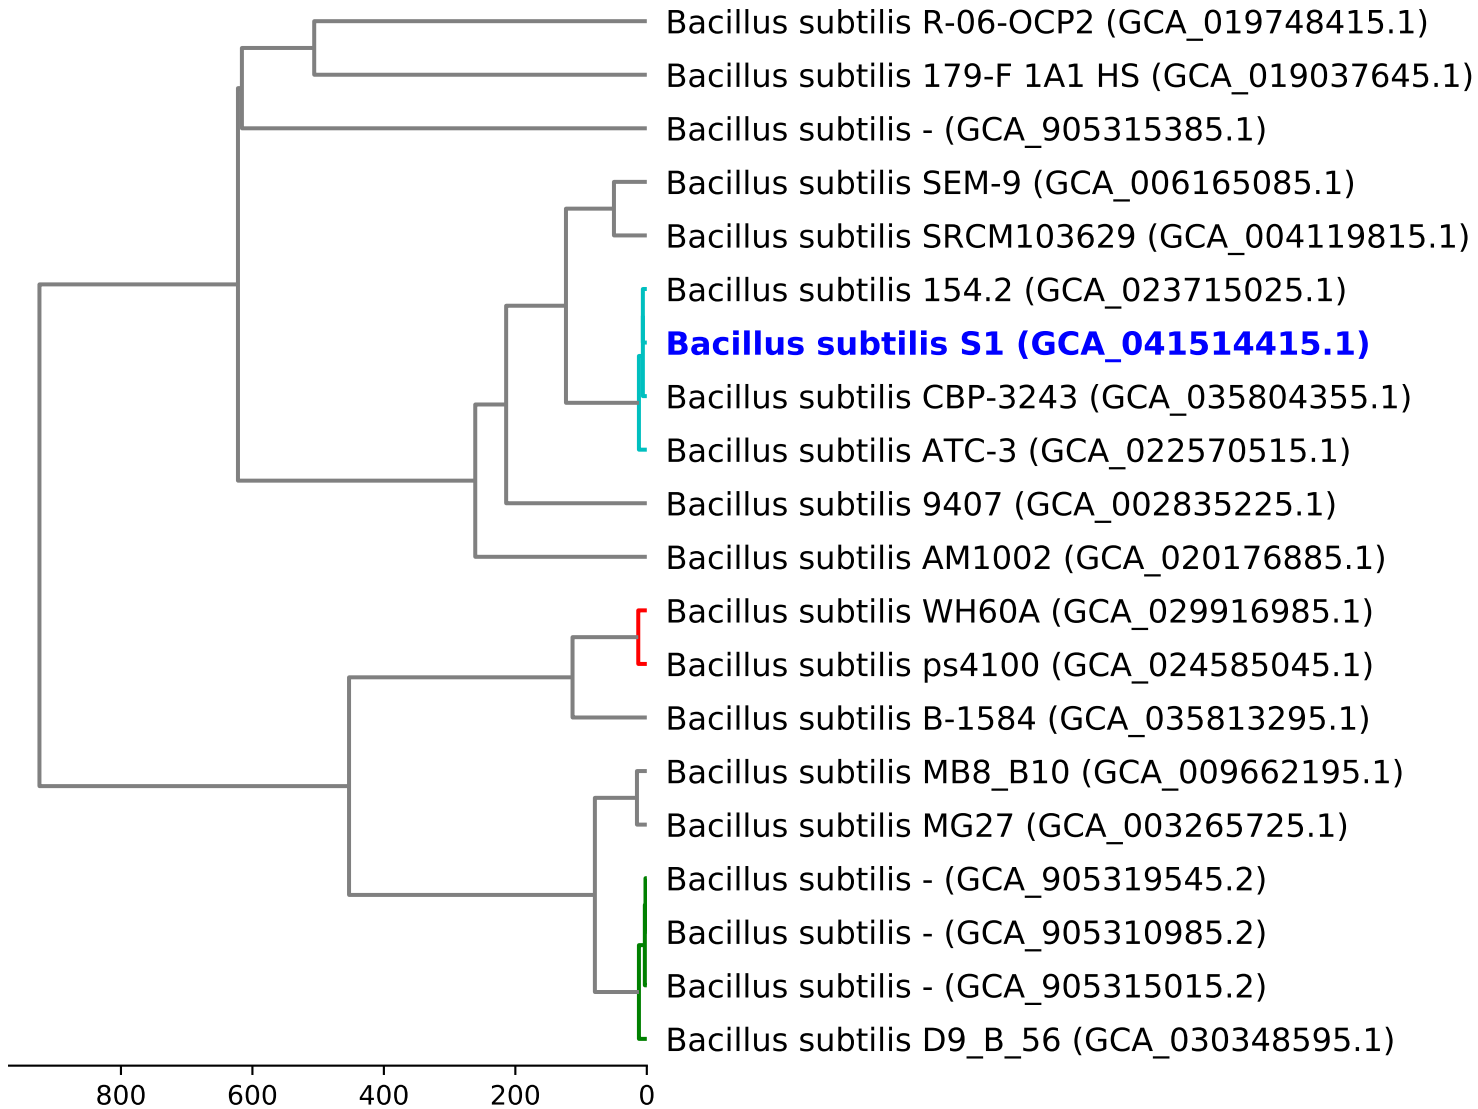 Bacillus subtilis R-06-OCP2 (GCA_019748415.1)
Bacillus subtilis 179-F 1A1 HS (GCA_019037645.1)
Bacillus subtilis - (GCA_905315385.1)
Bacillus subtilis SEM-9 (GCA_006165085.1)
Bacillus subtilis SRCM103629 (GCA_004119815.1)
Bacillus subtilis 154.2 (GCA_023715025.1)
Bacillus subtilis S1 (GCA_041514415.1)
Bacillus subtilis CBP-3243 (GCA_035804355.1)
Bacillus subtilis ATC-3 (GCA_022570515.1)
Bacillus subtilis 9407 (GCA_002835225.1)
Bacillus subtilis AM1002 (GCA_020176885.1)
Bacillus subtilis WH60A (GCA_029916985.1)
Bacillus subtilis ps4100 (GCA_024585045.1)
Bacillus subtilis B-1584 (GCA_035813295.1)
Bacillus subtilis MB8_B10 (GCA_009662195.1)
Bacillus subtilis MG27 (GCA_003265725.1)
Bacillus subtilis - (GCA_905319545.2)
Bacillus subtilis - (GCA_905310985.2)
Bacillus subtilis - (GCA_905315015.2)
Bacillus subtilis D9_B_56 (GCA_030348595.1)
800 600 400 200 0